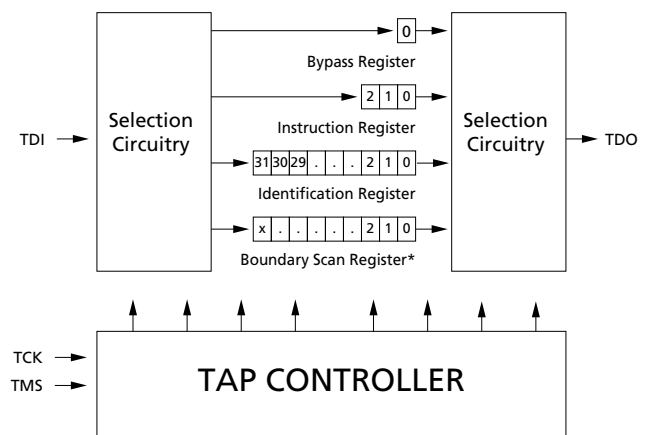 0
Bypass Register
2 1 0
Instruction Register
Selection
Circuitry
Selection
Circuitry
TDI
TDO
31 30 29 . . . 2 1 0
Identification Register
x . . . . . 2 1 0
Boundary Scan Register*
TCK
TMS
TAP CONTROLLER